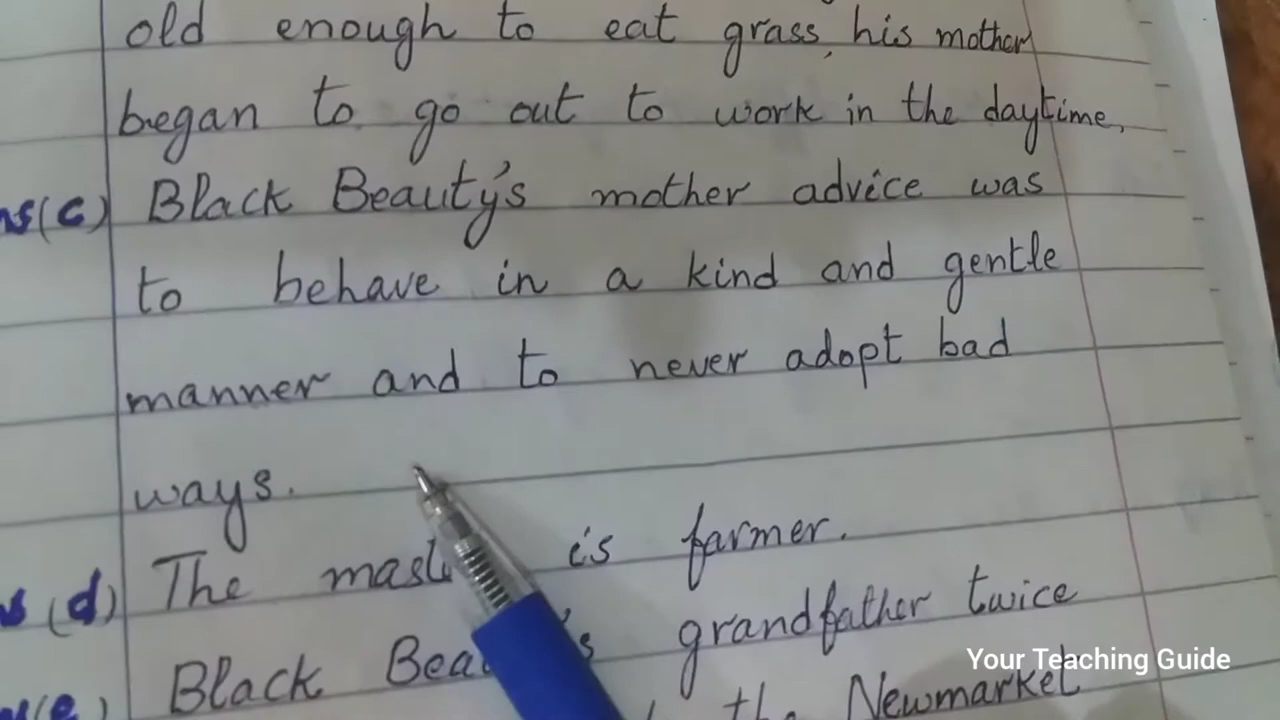 old enough to eat grass, his mother
began to go out to work in the daytime,
ns(c) Black Beauty's mother advice was
to behave in a kind and gentle
manner and to never adopt bad
ways.
s (d) The is farmer.
(e) Black grandfather twice
the Newmarket
Your Teaching Guide